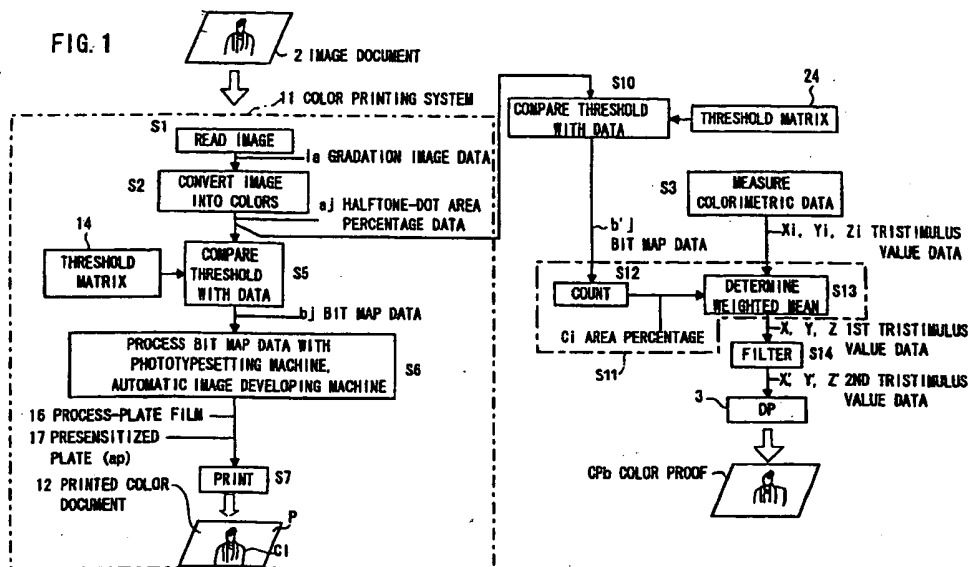 FIG. 1
2 IMAGE DOCUMENT
11 COLOR PRINTING SYSTEM
S1
READ IMAGE
Ia GRADATION IMAGE DATA
S2
CONVERT IMAGE
INTO COLORS
aj HALFTONE-DOT AREA
PERCENTAGE DATA
14
THRESHOLD
MATRIX
COMPARE
THRESHOLD
WITH DATA
S5
bj BIT MAP DATA
PROCESS BIT MAP DATA WITH
PHOTOTYPESETTING MACHINE,
AUTOMATIC IMAGE DEVELOPING MACHINE
S6
16 PROCESS-PLATE FILM
17 PRESENSITIZED
PLATE (ap)
PRINT
S7
12 PRINTED COLOR
DOCUMENT
P
CI
S10
COMPARE THRESHOLD
WITH DATA
24
THRESHOLD MATRIX
S3
MEASURE
COLORIMETRIC DATA
Xi, Yi, Zi TRISTIMULUS
VALUE DATA
b'j
BIT MAP DATA
S12
COUNT
DETERMINE
WEIGHTED MEAN
S13
Ci AREA PERCENTAGE
S11
X, Y, Z 1ST TRISTIMULUS
VALUE DATA
FILTER
S14
X', Y', Z' 2ND TRISTIMULUS
VALUE DATA
3
DP
CPb COLOR PROOF